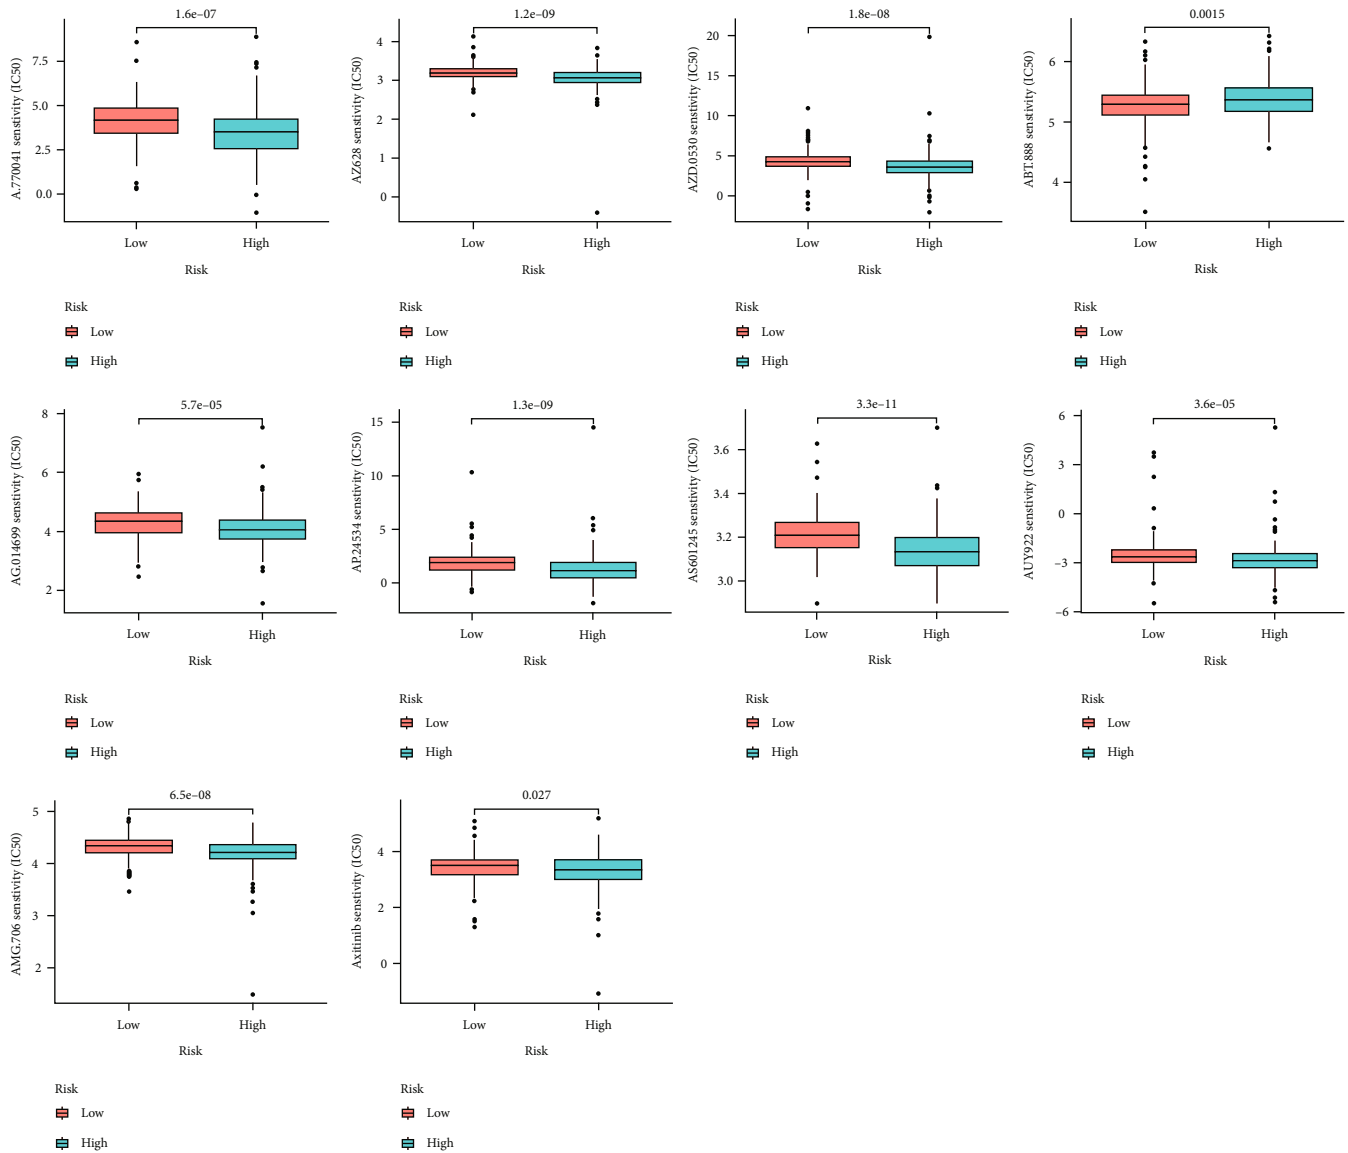 1.6e–07
A.770041 senstivity (IC50)
7.5
5.0
2.5
0.0
Low
High
Risk
Risk
Low
High
1.2e–09
AZ628 senstivity (IC50)
4
3
2
1
0
Low
High
Risk
Risk
Low
High
1.8e–08
AZD.0530 senstivity (IC50)
20
15
10
5
0
Low
High
Risk
Risk
Low
High
0.0015
ABT.888 senstivity (IC50)
6
5
4
Low
High
Risk
Risk
Low
High
5.7e–05
AG.014699 senstivity (IC50)
8
6
4
2
Low
High
Risk
Risk
Low
High
1.3e–09
AP.24534 senstivity (IC50)
15
10
5
0
Low
High
Risk
Risk
Low
High
3.3e–11
AS601245 senstivity (IC50)
3.6
3.4
3.2
3.0
Low
High
Risk
Risk
Low
High
3.6e–05
AUY922 senstivity (IC50)
6
3
0
–3
–6
Low
High
Risk
Risk
Low
High
6.5e–08
AMG.706 senstivity (IC50)
5
4
3
2
Low
High
Risk
Risk
Low
High
0.027
Axitinib senstivity (IC50)
4
2
0
Low
High
Risk
Risk
Low
High